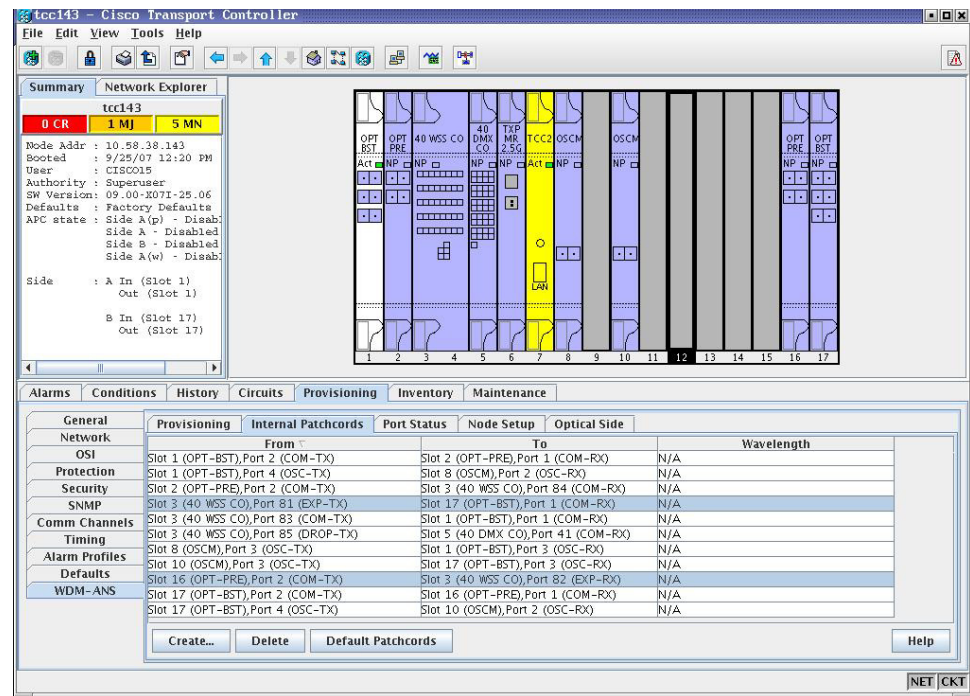 tcc143 - Cisco Transport Controller
File Edit View Tools Help
Summary Network Explorer
tcc143
0 CR 1 MJ 5 MN
Node Addr : 10.58.38.143
Booted : 9/25/07 12:20 PM
User : CISCO15
Authority : Superuser
SW Version: 09.00-X07I-25.06
Defaults : Factory Defaults
APC state : Side A(p) - Disabl
Side A - Disabled
Side B - Disabled
Side A(w) - Disabl
Side : A In (Slot 1)
Out (Slot 1)
B In (Slot 17)
Out (Slot 17)
OPT BST
OPT PRE
40 WSS CO
40 DMX CO
TXP MR 2.5G
TCC2
OSCM
OSCM
OPT PRE
OPT BST
Act NP NP NP NP Act NP NP NP NP
LAN
1 2 3 4 5 6 7 8 9 10 11 12 13 14 15 16 17
Alarms Conditions History Circuits Provisioning Inventory Maintenance
General
Network
OSI
Protection
Security
SNMP
Comm Channels
Timing
Alarm Profiles
Defaults
WDM-ANS
Provisioning Internal Patchcords Port Status Node Setup Optical Side
From To Wavelength
Slot 1 (OPT-BST),Port 2 (COM-TX) Slot 2 (OPT-PRE),Port 1 (COM-RX) N/A
Slot 1 (OPT-BST),Port 4 (OSC-TX) Slot 8 (OSCM),Port 2 (OSC-RX) N/A
Slot 2 (OPT-PRE),Port 2 (COM-TX) Slot 3 (40 WSS CO),Port 84 (COM-RX) N/A
Slot 3 (40 WSS CO),Port 81 (EXP-TX) Slot 17 (OPT-BST),Port 1 (COM-RX) N/A
Slot 3 (40 WSS CO),Port 83 (COM-TX) Slot 1 (OPT-BST),Port 1 (COM-RX) N/A
Slot 3 (40 WSS CO),Port 85 (DROP-TX) Slot 5 (40 DMX CO),Port 41 (COM-RX) N/A
Slot 8 (OSCM),Port 3 (OSC-TX) Slot 1 (OPT-BST),Port 3 (OSC-RX) N/A
Slot 10 (OSCM),Port 3 (OSC-TX) Slot 17 (OPT-BST),Port 3 (OSC-RX) N/A
Slot 16 (OPT-PRE),Port 2 (COM-TX) Slot 3 (40 WSS CO),Port 82 (EXP-RX) N/A
Slot 17 (OPT-BST),Port 2 (COM-TX) Slot 16 (OPT-PRE),Port 1 (COM-RX) N/A
Slot 17 (OPT-BST),Port 4 (OSC-TX) Slot 10 (OSCM),Port 2 (OSC-RX) N/A
Create... Delete Default Patchcords Help
NET CKT